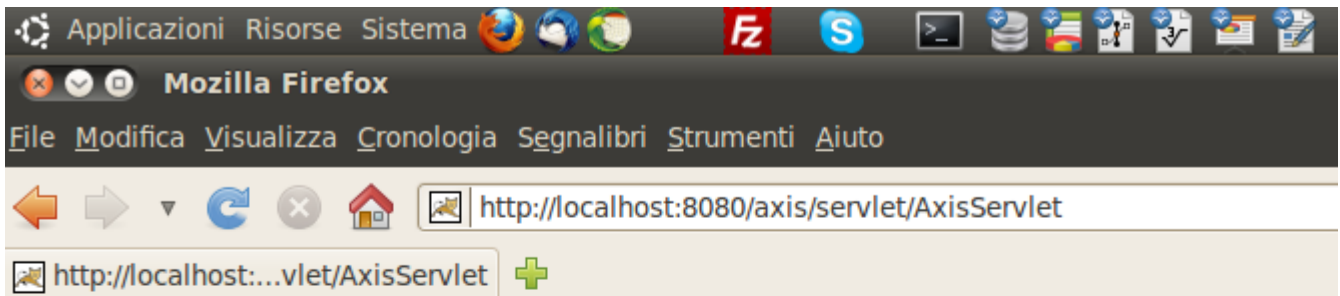 Applicazioni Risorse Sistema
Mozilla Firefox
File Modifica Visualizza Cronologia Segnalibri Strumenti Aiuto
http://localhost:8080/axis/servlet/AxisServlet
http://localhost:...vlet/AxisServlet